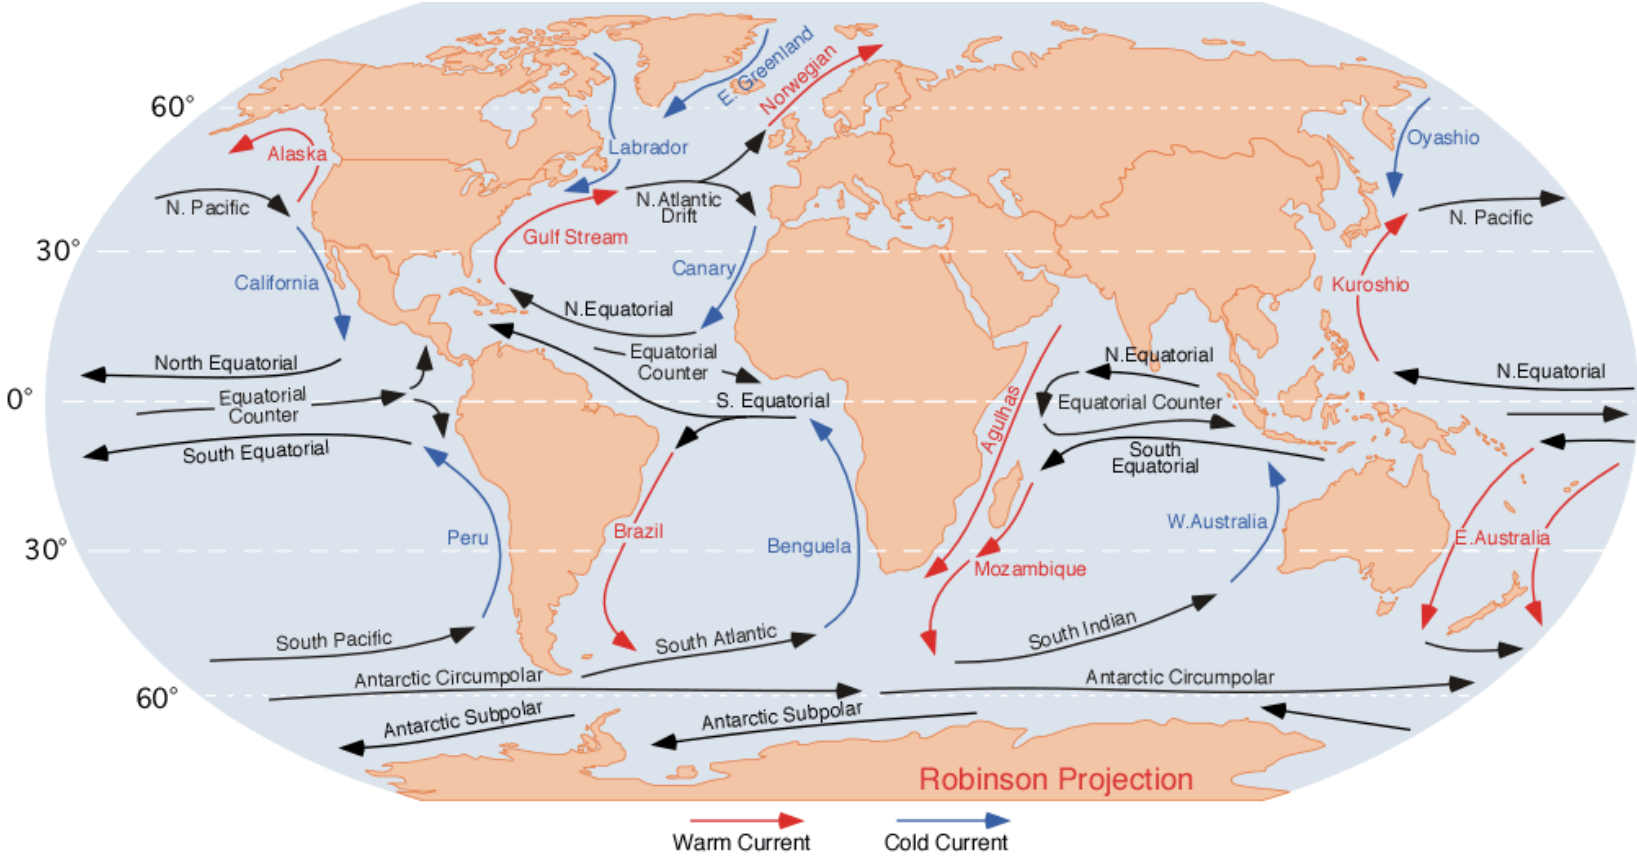 E. Greenland
Norwegian
60°
Labrador
Oyashio
Alaska
N. Pacific
N.Atlantic
Drift
N. Pacific
Gulf Stream
30°
Canary
California
Kuroshio
N.Equatorial
North Equatorial
Equatorial
Counter
N.Equatorial
N.Equatorial
0°
Equatorial
Counter
S. Equatorial
Agulhas
Equatorial Counter
South Equatorial
South
Equatorial
Peru
Brazil
Benguela
W.Australia
E.Australia
30°
Mozambique
South Pacific
South Atlantic
South Indian
60°
Antarctic Circumpolar
Antarctic Circumpolar
Antarctic Subpolar
Antarctic Subpolar
Robinson Projection
Warm Current
Cold Current